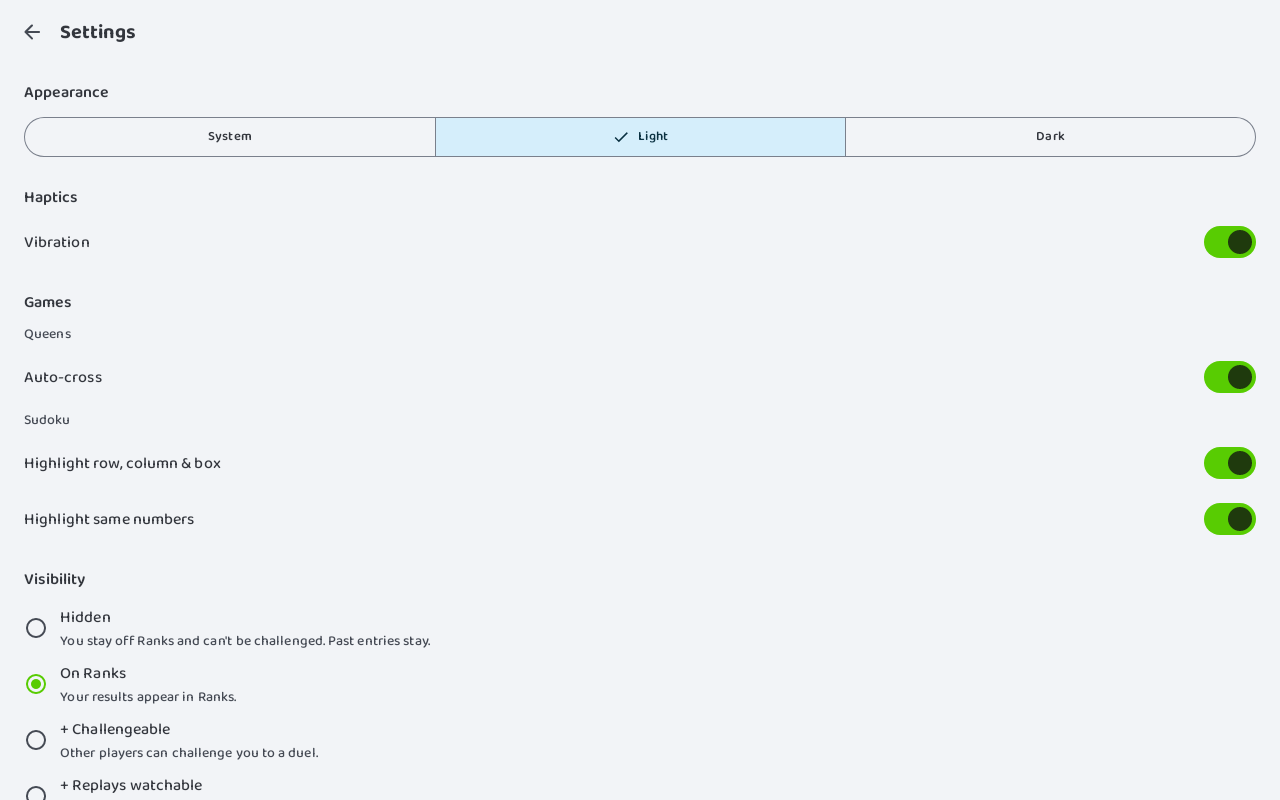 Settings
Appearance
System
Light
Dark
Haptics
Vibration
Games
Queens
Auto-cross
Sudoku
Highlight row, column & box
Highlight same numbers
Visibility
Hidden
You stay off Ranks and can't be challenged. Past entries stay.
On Ranks
Your results appear in Ranks.
+ Challengeable
Other players can challenge you to a duel.
+ Replays watchable